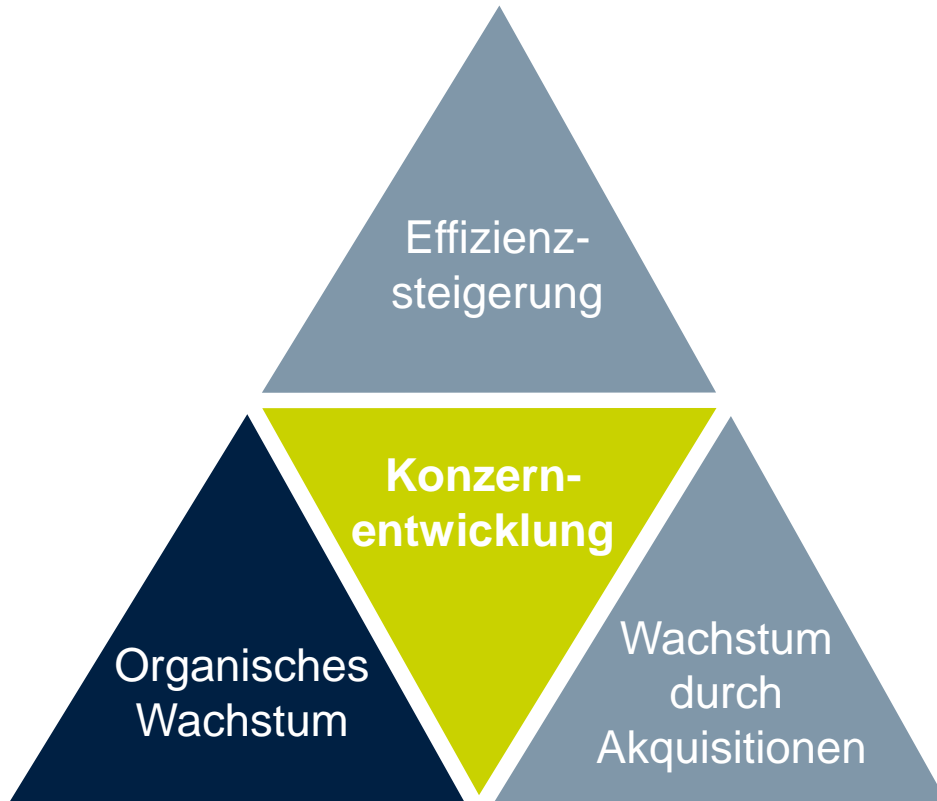 Effizienz-
steigerung
Konzern-
entwicklung
Organisches
Wachstum
Wachstum
durch
Akquisitionen